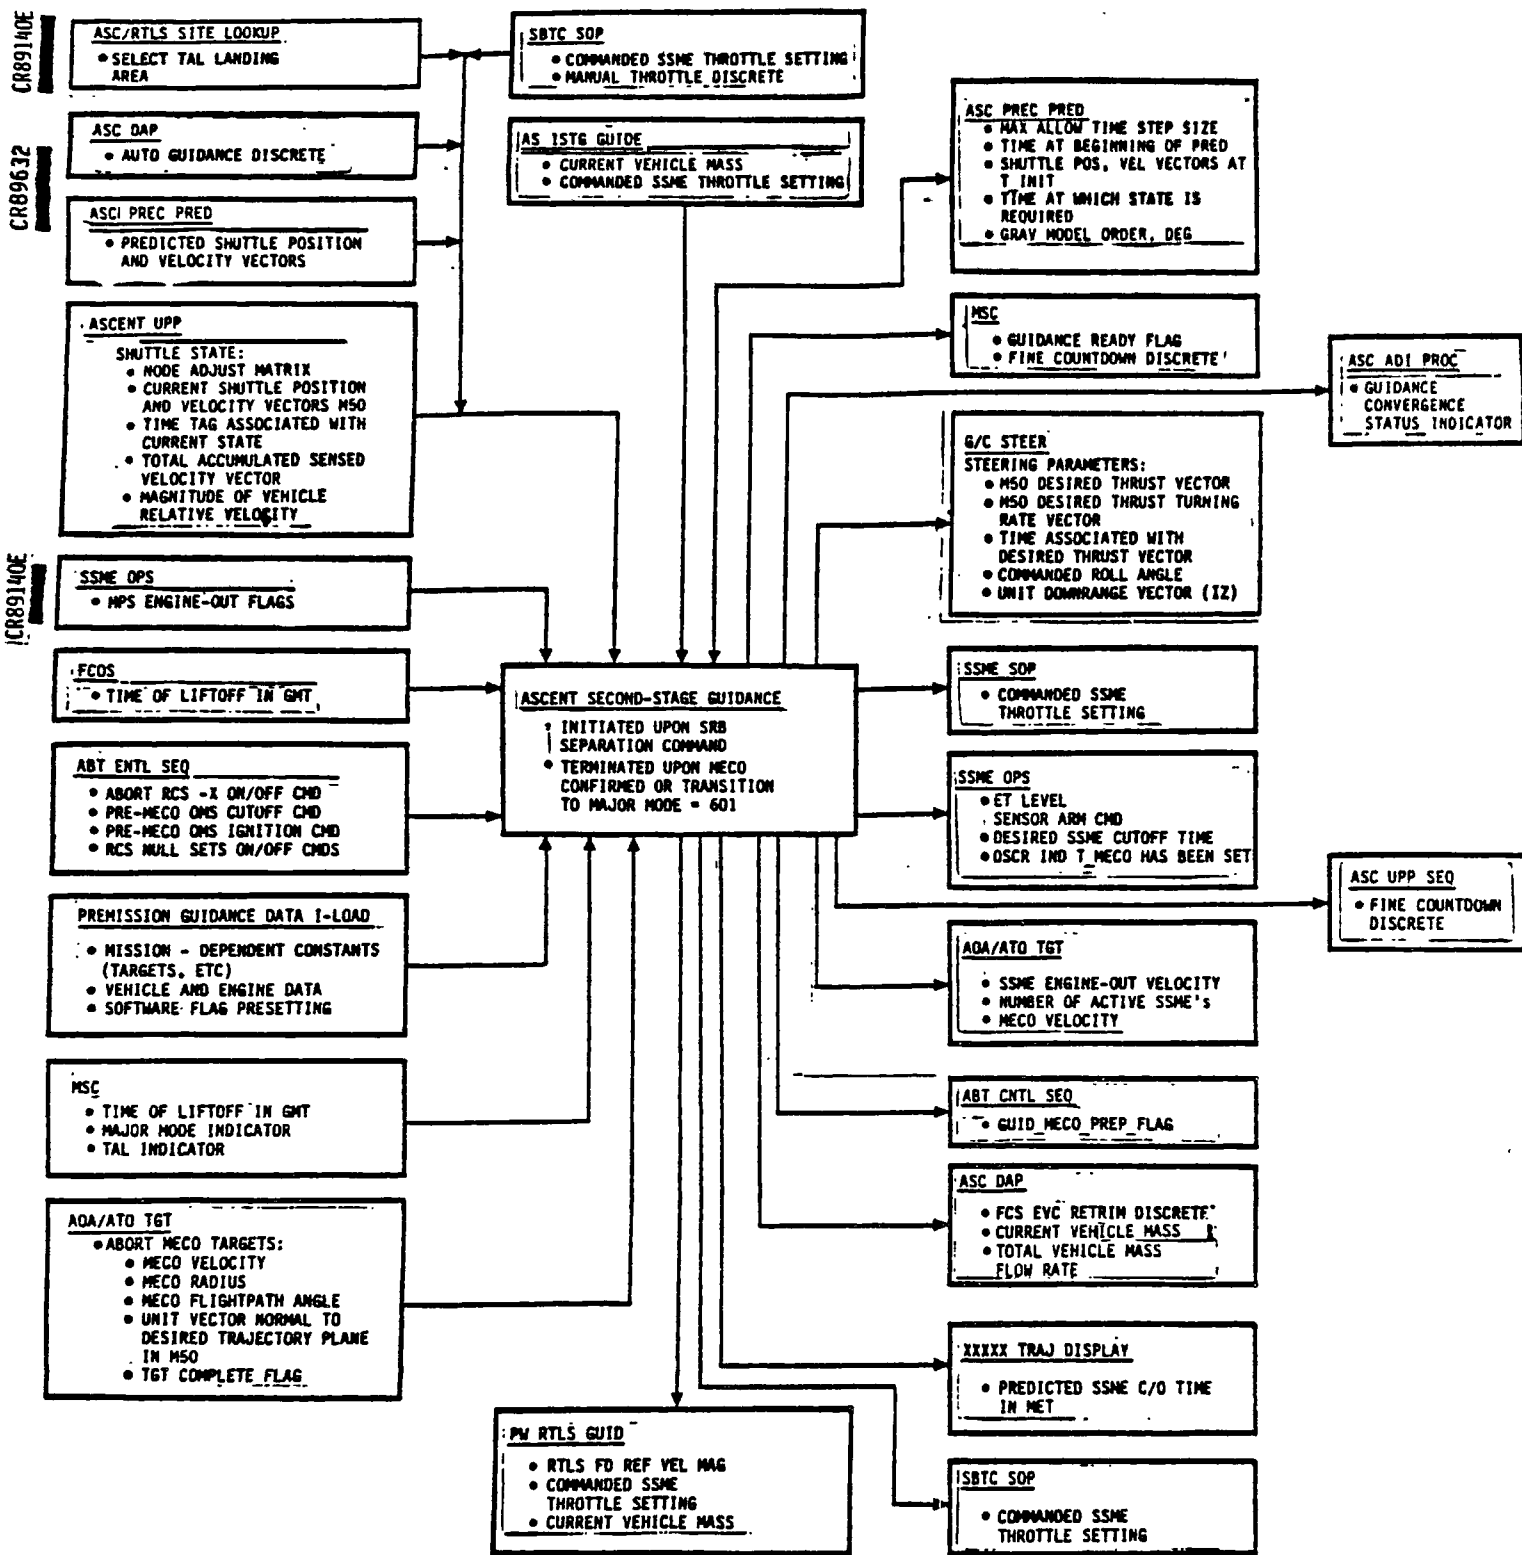 CR89140E
CR89632
ICR89140E
ASC/RTLS SITE LOOKUP
• SELECT TAL LANDING
AREA
ASC DAP
• AUTO GUIDANCE DISCRETE
ASCI PREC PRED
• PREDICTED SHUTTLE POSITION
AND VELOCITY VECTORS
ASCENT UPP
SHUTTLE STATE:
• NODE ADJUST MATRIX
• CURRENT SHUTTLE POSITION
AND VELOCITY VECTORS M50
• TIME TAG ASSOCIATED WITH
CURRENT STATE
• TOTAL ACCUMULATED SENSED
VELOCITY VECTOR
• MAGNITUDE OF VEHICLE
RELATIVE VELOCITY
SSME OPS
• MPS ENGINE-OUT FLAGS
FCOS
• TIME OF LIFTOFF IN GMT
ABT CNTL SEQ
• ABORT RCS -X ON/OFF CMD
• PRE-MECO OMS CUTOFF CMD
• PRE-MECO OMS IGNITION CMD
• RCS NULL SETS ON/OFF CMDS
PREMISSION GUIDANCE DATA I-LOAD
• MISSION - DEPENDENT CONSTANTS
(TARGETS, ETC)
• VEHICLE AND ENGINE DATA
• SOFTWARE FLAG PRESETTING
MSC
• TIME OF LIFTOFF IN GMT
• MAJOR MODE INDICATOR
• TAL INDICATOR
AOA/ATO TGT
• ABORT MECO TARGETS:
• MECO VELOCITY
• MECO RADIUS
• MECO FLIGHTPATH ANGLE
• UNIT VECTOR NORMAL TO
DESIRED TRAJECTORY PLANE
IN M50
• TGT COMPLETE FLAG
SBTC SOP
• COMMANDED SSME THROTTLE SETTING
• MANUAL THROTTLE DISCRETE
AS 1STG GUIDE
• CURRENT VEHICLE MASS
• COMMANDED SSME THROTTLE SETTING
ASCENT SECOND-STAGE GUIDANCE
• INITIATED UPON SRB
SEPARATION COMMAND
• TERMINATED UPON MECO
CONFIRMED OR TRANSITION
TO MAJOR MODE = 601
PW RTLS GUID
• RTLS FD REF VEL MAG
• COMMANDED SSME
THROTTLE SETTING
• CURRENT VEHICLE MASS
ASC PREC PRED
• MAX ALLOW TIME STEP SIZE
• TIME AT BEGINNING OF PRED
• SHUTTLE POS, VEL VECTORS AT
T INIT
• TIME AT WHICH STATE IS
REQUIRED
• GRAV MODEL ORDER, DEG
MSC
• GUIDANCE READY FLAG
• FINE COUNTDOWN DISCRETE
G/C STEER
STEERING PARAMETERS:
• M50 DESIRED THRUST VECTOR
• M50 DESIRED THRUST TURNING
RATE VECTOR
• TIME ASSOCIATED WITH
DESIRED THRUST VECTOR
• COMMANDED ROLL ANGLE
• UNIT DOWNRANGE VECTOR (IZ)
SSME SOP
• COMMANDED SSME
THROTTLE SETTING
SSME OPS
• ET LEVEL
SENSOR ARM CMD
• DESIRED SSME CUTOFF TIME
• DSCR IND T_MECO HAS BEEN SET
AOA/ATO TGT
• SSME ENGINE-OUT VELOCITY
• NUMBER OF ACTIVE SSME's
• MECO VELOCITY
ABT CNTL SEQ
• GUID_MECO_PREP_FLAG
ASC DAP
• FCS EVC RETRIM DISCRETE
• CURRENT VEHICLE MASS
• TOTAL VEHICLE MASS
FLOW RATE
XXXXX TRAJ DISPLAY
• PREDICTED SSME C/O TIME
IN MET
SBTC SOP
• COMMANDED SSME
THROTTLE SETTING
ASC ADI PROC
• GUIDANCE
CONVERGENCE
STATUS INDICATOR
ASC UPP SEQ
• FINE COUNTDOWN
DISCRETE